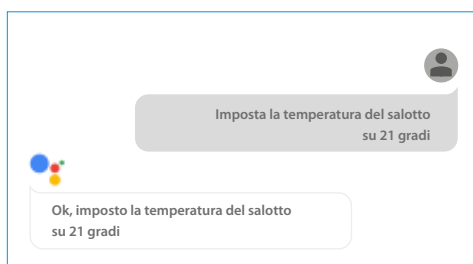 Imposta la temperatura del salotto
su 21 gradi
Ok, imposto la temperatura del salotto
su 21 gradi